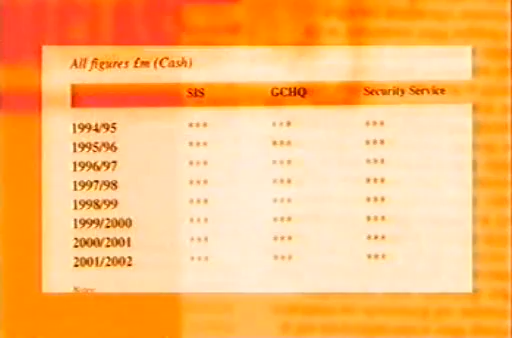 All figures £m (Cash)
SIS GCHQ Security Service
1994/95 *** *** ***
1995/96 *** *** ***
1996/97 *** *** ***
1997/98 *** *** ***
1998/99 *** *** ***
1999/2000 *** *** ***
2000/2001 *** *** ***
2001/2002 *** *** ***